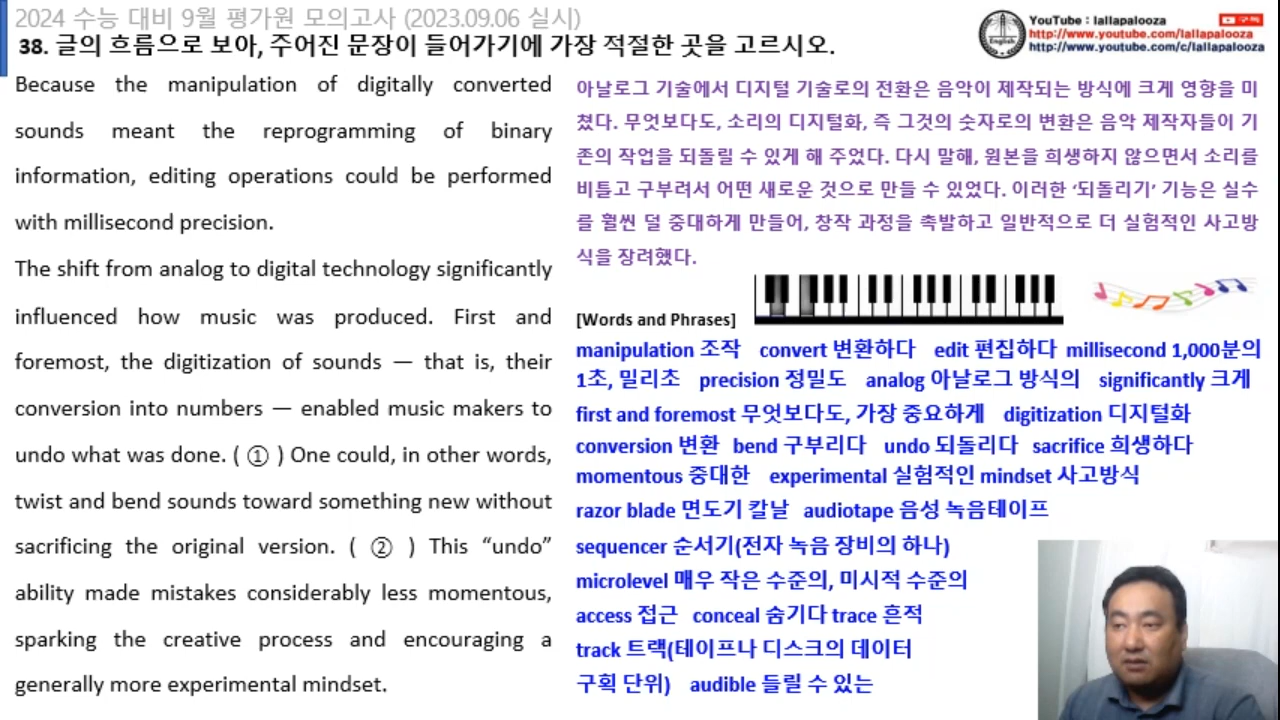 2024 수능 대비 9월 평가원 모의고사 (2023.09.06 실시)
38. 글의 흐름으로 보아, 주어진 문장이 들어가기에 가장 적절한 곳을 고르시오.
YouTube : lallapalooza
구독
http://www.youtube.com/lallapalooza
http://www.youtube.com/c/lallapalooza
English
Because the manipulation of digitally converted
sounds meant the reprogramming of binary
information, editing operations could be performed
with millisecond precision.
The shift from analog to digital technology significantly
influenced how music was produced. First and
foremost, the digitization of sounds — that is, their
conversion into numbers — enabled music makers to
undo what was done. ( ① ) One could, in other words,
twist and bend sounds toward something new without
sacrificing the original version. ( ② ) This “undo”
ability made mistakes considerably less momentous,
sparking the creative process and encouraging a
generally more experimental mindset.
아날로그 기술에서 디지털 기술로의 전환은 음악이 제작되는 방식에 크게 영향을 미
쳤다. 무엇보다도, 소리의 디지털화, 즉 그것의 숫자로의 변환은 음악 제작자들이 기
존의 작업을 되돌릴 수 있게 해 주었다. 다시 말해, 원본을 희생하지 않으면서 소리를
비틀고 구부려서 어떤 새로운 것으로 만들 수 있었다. 이러한 ‘되돌리기’ 기능은 실수
를 훨씬 덜 중대하게 만들어, 창작 과정을 촉발하고 일반적으로 더 실험적인 사고방
식을 장려했다.
[Words and Phrases]
manipulation 조작 convert 변환하다 edit 편집하다 millisecond 1,000분의
1초, 밀리초 precision 정밀도 analog 아날로그 방식의 significantly 크게
first and foremost 무엇보다도, 가장 중요하게 digitization 디지털화
conversion 변환 bend 구부리다 undo 되돌리다 sacrifice 희생하다
momentous 중대한 experimental 실험적인 mindset 사고방식
razor blade 면도기 칼날 audiotape 음성 녹음테이프
sequencer 순서기(전자 녹음 장비의 하나)
microlevel 매우 작은 수준의, 미시적 수준의
access 접근 conceal 숨기다 trace 흔적
track 트랙(테이프나 디스크의 데이터
구획 단위) audible 들릴 수 있는